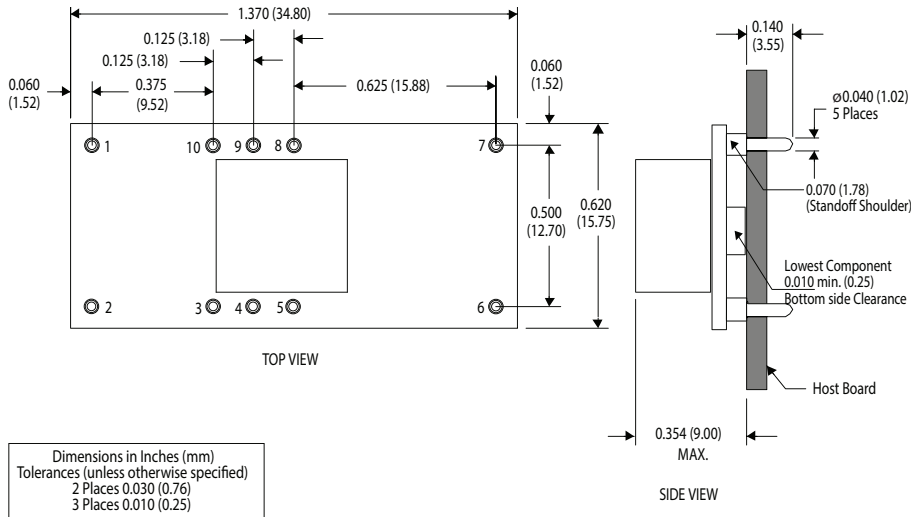 1.370 (34.80)
0.125 (3.18)
0.125 (3.18)
0.060
(1.52)
0.375
(9.52)
0.625 (15.88)
0.060
(1.52)
1
10
9
8
7
0.500
(12.70)
0.620
(15.75)
2
3
4
5
6
TOP VIEW
0.140
(3.55)
ø0.040 (1.02)
5 Places
0.070 (1.78)
(Standoff Shoulder)
Lowest Component
0.010 min. (0.25)
Bottom side Clearance
Host Board
0.354 (9.00)
MAX.
SIDE VIEW
Dimensions in Inches (mm)
Tolerances (unless otherwise specified)
2 Places 0.030 (0.76)
3 Places 0.010 (0.25)